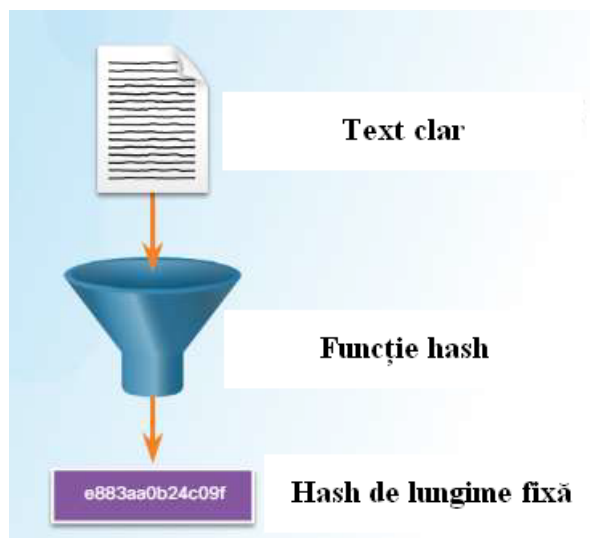 Text clar
Funcție hash
e883aa0b24c09f
Hash de lungime fixă